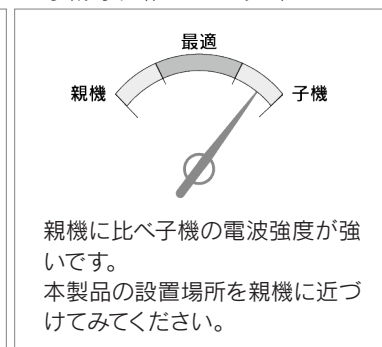 最適
親機
子機
親機に比べ子機の電波強度が強
いです。
本製品の設置場所を親機に近づ
けてみてください。